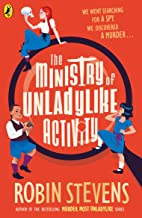 WE WENT SEARCHING
FOR A SPY.
WE DISCOVERED
A MURDER...
THE
MINISTRY of
UNLADYLIKE
ACTIVITY
ROBIN STEVENS
AUTHOR OF THE BESTSELLING MURDER MOST UNLADYLIKE SERIES